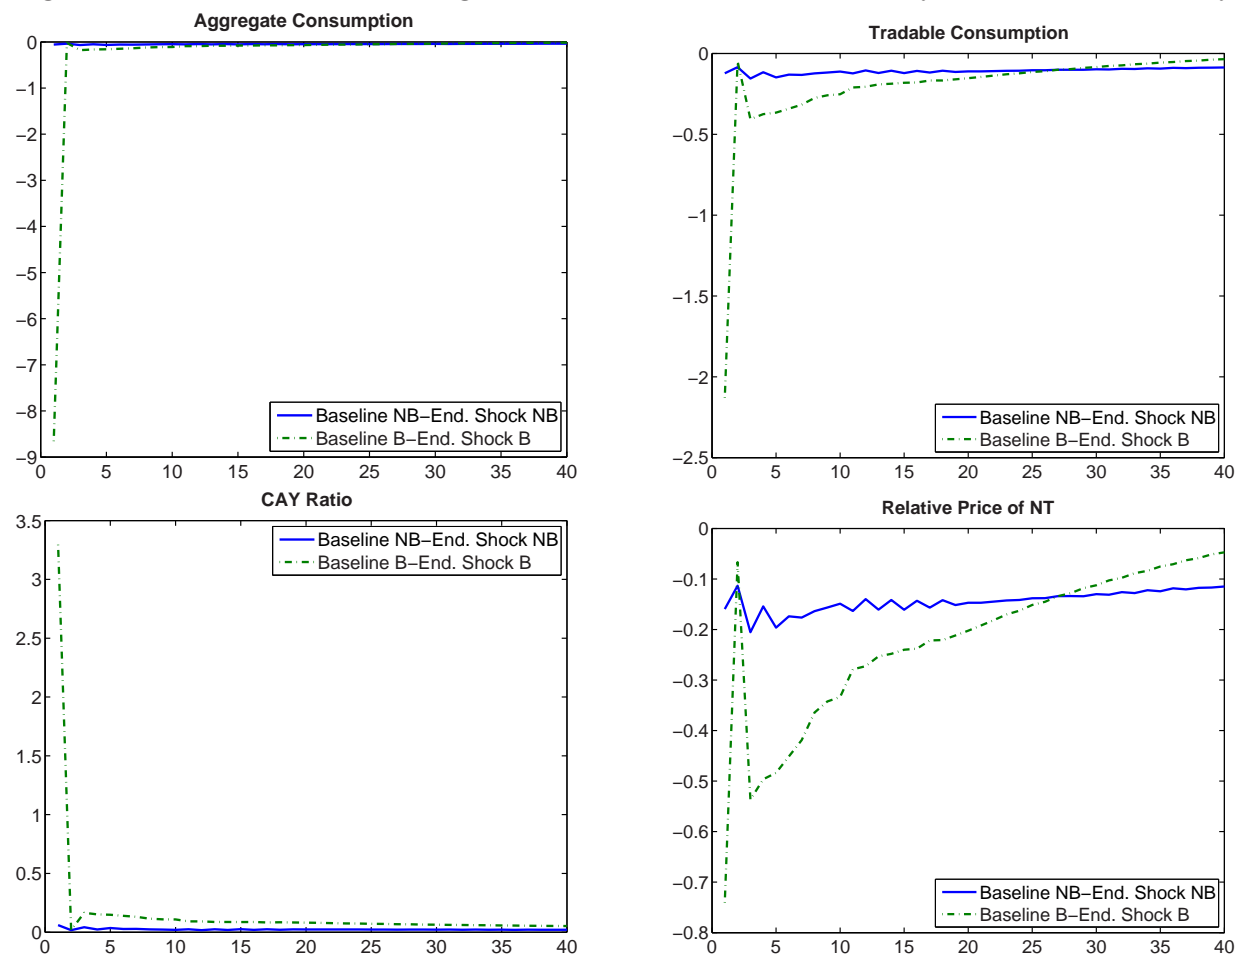 Aggregate Consumption
0
−1
−2
−3
−4
−5
−6
−7
−8
−9
0 5 10 15 20 25 30 35 40
Baseline NB−End. Shock NB
Baseline B−End. Shock B
Tradable Consumption
0
−0.5
−1
−1.5
−2
−2.5
0 5 10 15 20 25 30 35 40
Baseline NB−End. Shock NB
Baseline B−End. Shock B
CAY Ratio
3.5
3
2.5
2
1.5
1
0.5
0
0 5 10 15 20 25 30 35 40
Baseline NB−End. Shock NB
Baseline B−End. Shock B
Relative Price of NT
0
−0.1
−0.2
−0.3
−0.4
−0.5
−0.6
−0.7
−0.8
0 5 10 15 20 25 30 35 40
Baseline NB−End. Shock NB
Baseline B−End. Shock B